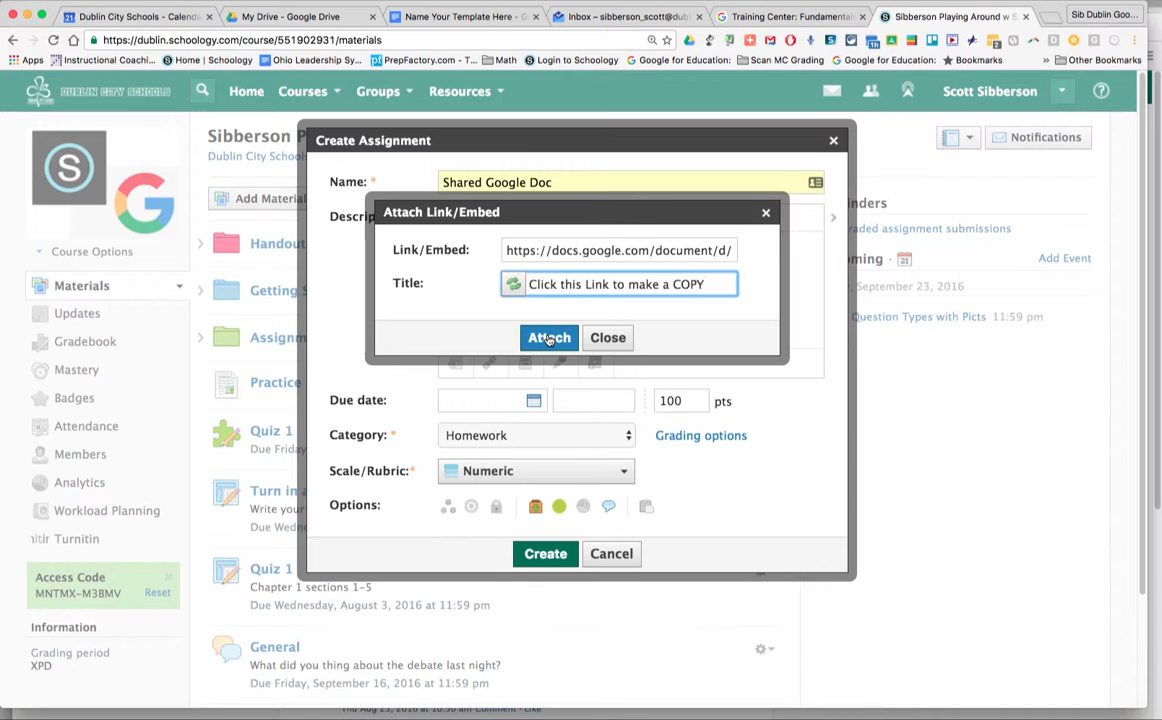 Dublin City Schools - Calenda
My Drive - Google Drive
Name Your Template Here - G
Inbox – sibberson_scott@dub
Training Center: Fundamenta
Sibberson Playing Around w S
Sib Dublin Goo...
https://dublin.schoology.com/course/551902931/materials
Apps
Instructional Coachi...
Home | Schoology
Ohio Leadership Sy...
PrepFactory.com - T...
Math
Login to Schoology
Google for Education:
Scan MC Grading
Google for Education:
Bookmarks
Other Bookmarks
DUBLIN CITY SCHOOLS
Home
Courses
Groups
Resources
Scott Sibberson
Sibberson P
Dublin City School
Notifications
Create Assignment
Name: *
Shared Google Doc
Descrip
Attach Link/Embed
Link/Embed:
https://docs.google.com/document/d/
Title:
Click this Link to make a COPY
Attach
Close
Due date:
100
pts
Category: *
Homework
Grading options
Scale/Rubric: *
Numeric
Options:
Create
Cancel
Add Material
Course Options
Materials
Updates
Gradebook
Mastery
Badges
Attendance
Members
Analytics
Workload Planning
Turnitin
Access Code
MNTMX-M3BMV
Reset
Information
Grading period
XPD
Handout
Getting S
Assignm
Practice
Quiz 1
Due Friday
Turn in a
Write your
Due Wedn
Quiz 1
Chapter 1 sections 1-5
Due Wednesday, August 3, 2016 at 11:59 pm
General
What did you thing about the debate last night?
Due Friday, September 16, 2016 at 11:59 pm
nders
raded assignment submissions
oming
21
Add Event
, September 23, 2016
Question Types with Picts
11:59 pm